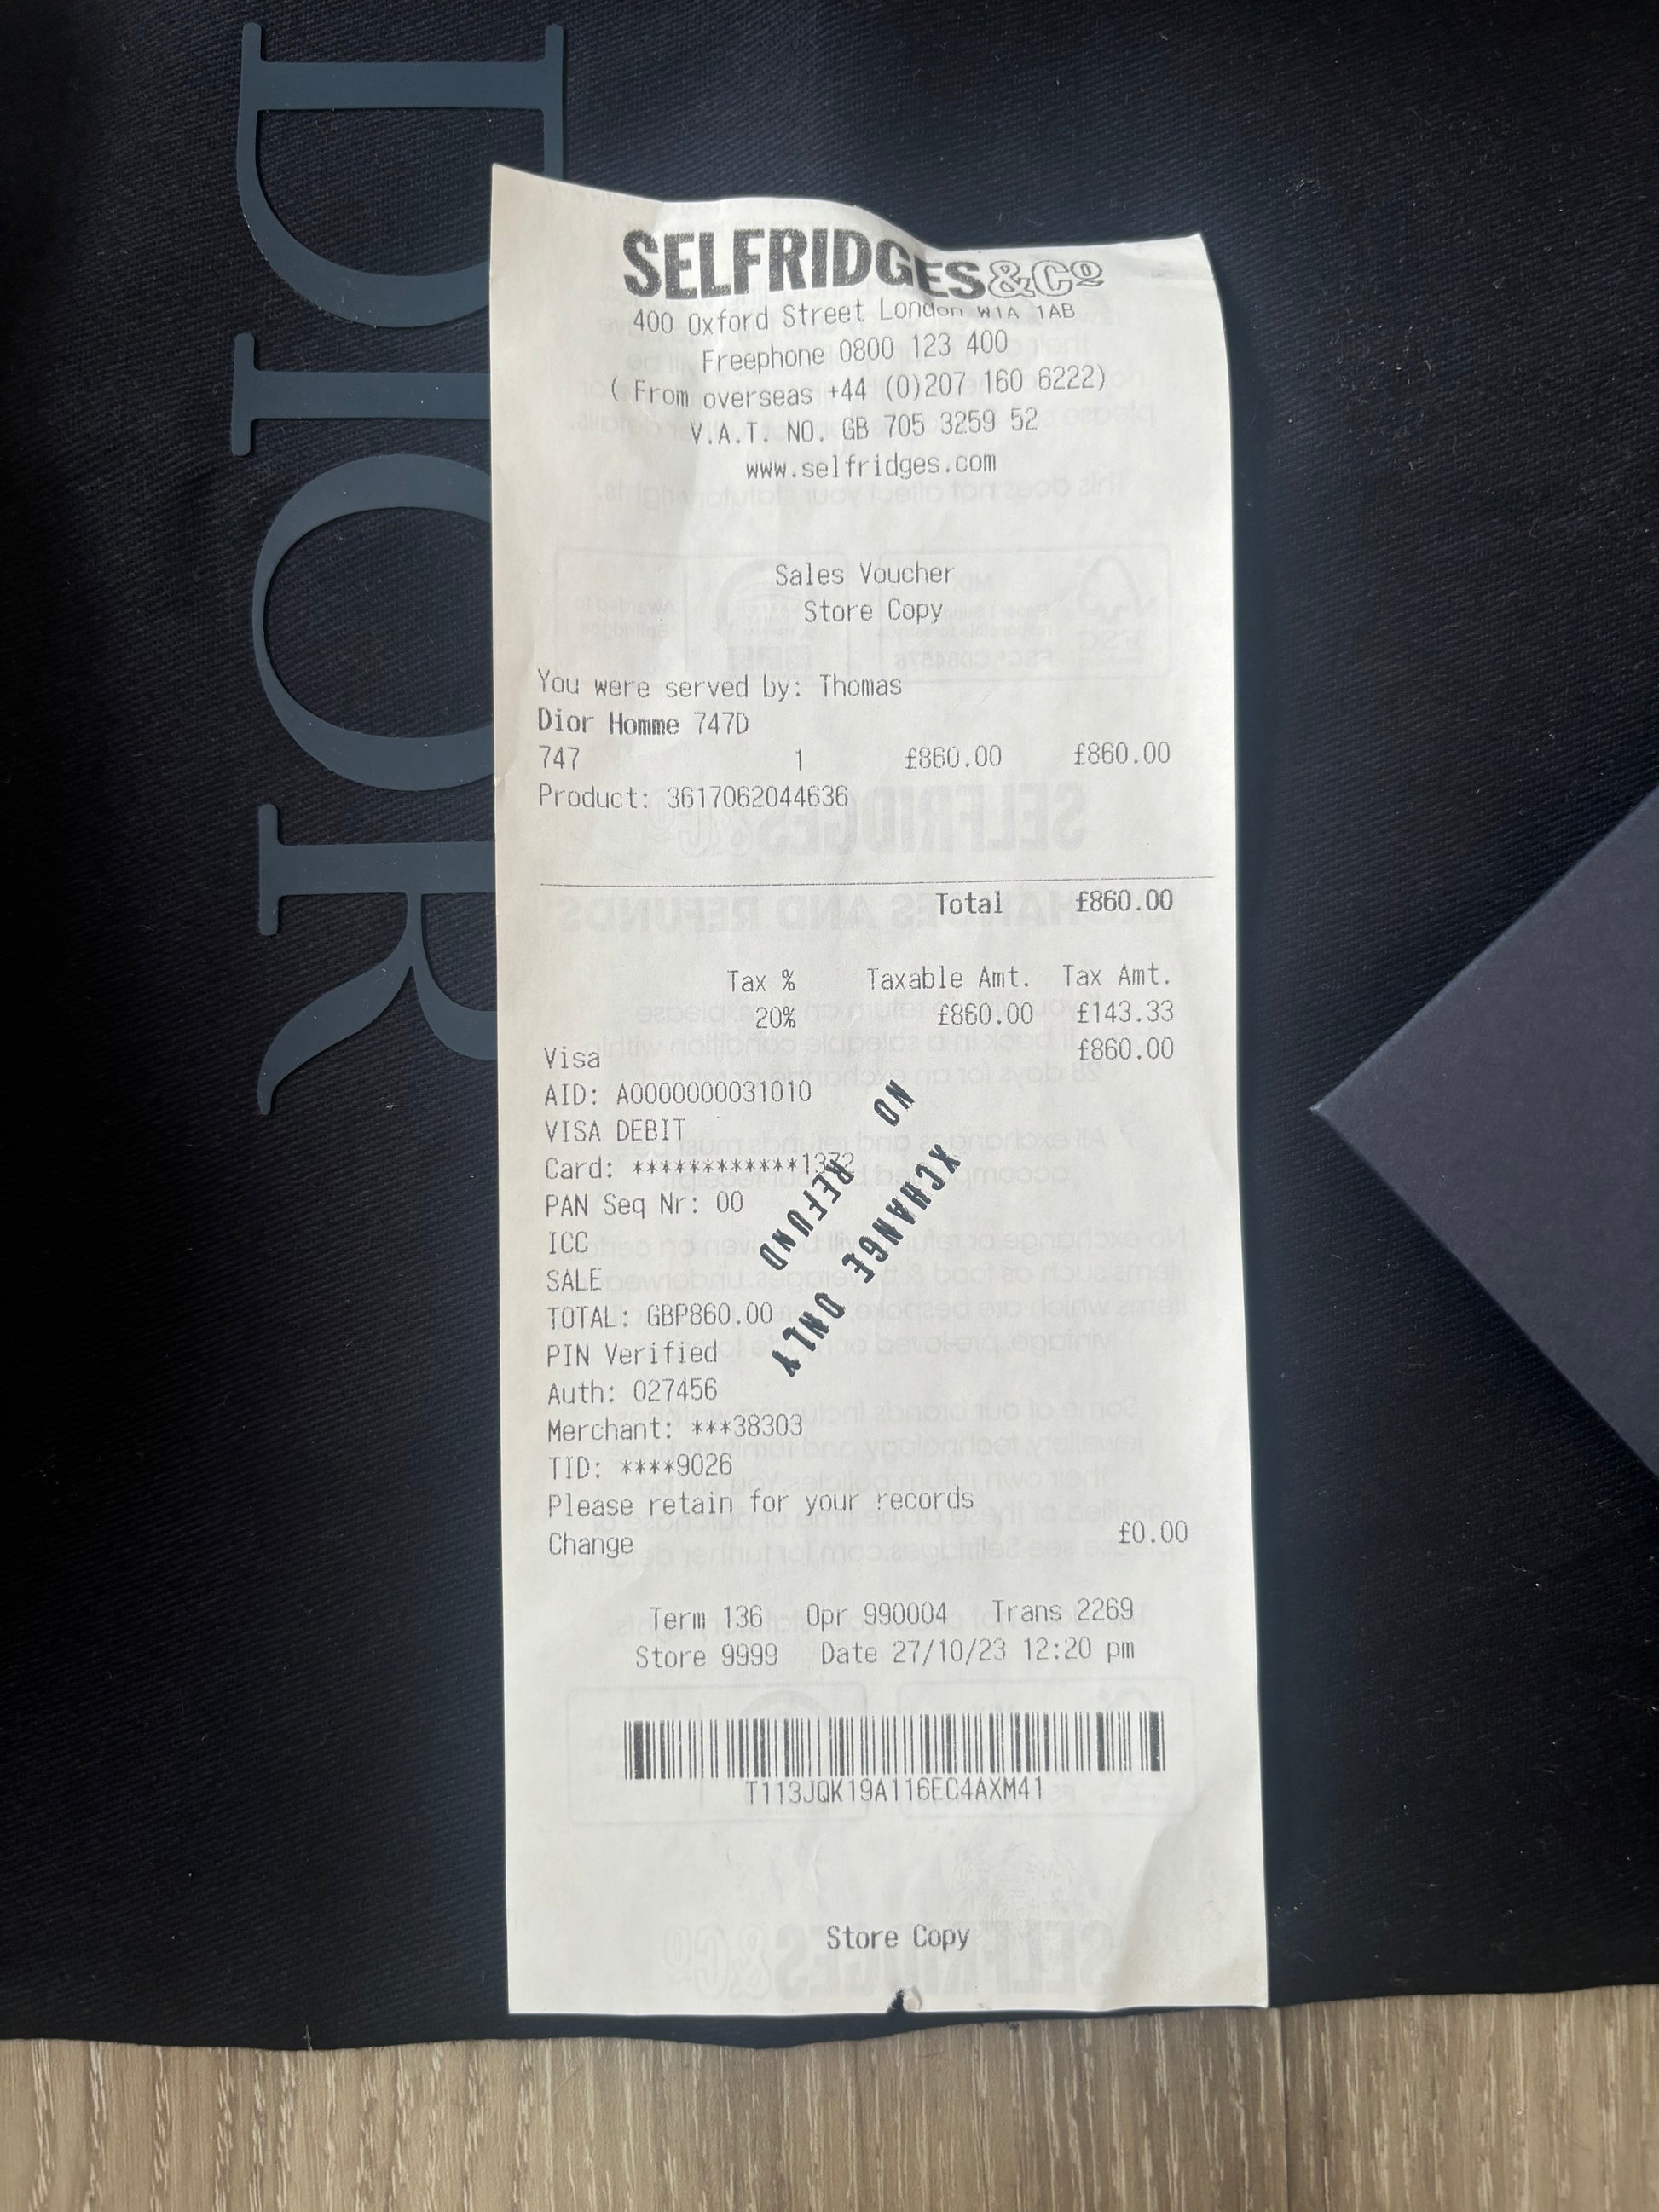 DIOR
SELFRIDGES&Cº
400 Oxford Street London W1A 1AB
Freephone 0800 123 400
( From overseas +44 (0)207 160 6222)
V.A.T. NO. GB 705 3259 52
www.selfridges.com
Sales Voucher
Store Copy
You were served by: Thomas
Dior Homme 747D
747 1 £860.00 £860.00
Product: 3617062044636
Total £860.00
Tax % Taxable Amt. Tax Amt.
20% £860.00 £143.33
Visa £860.00
AID: A0000000031010
VISA DEBIT
Card: ************1372
PAN Seq Nr: 00
ICC
SALE
TOTAL: GBP860.00
PIN Verified
Auth: 027456
Merchant: ***38303
TID: ****9026
Please retain for your records
Change £0.00
NO REFUND
XCHANGE ONLY
Term 136 Opr 990004 Trans 2269
Store 9999 Date 27/10/23 12:20 pm
T113JQK19A116EC4AXM41
Store Copy